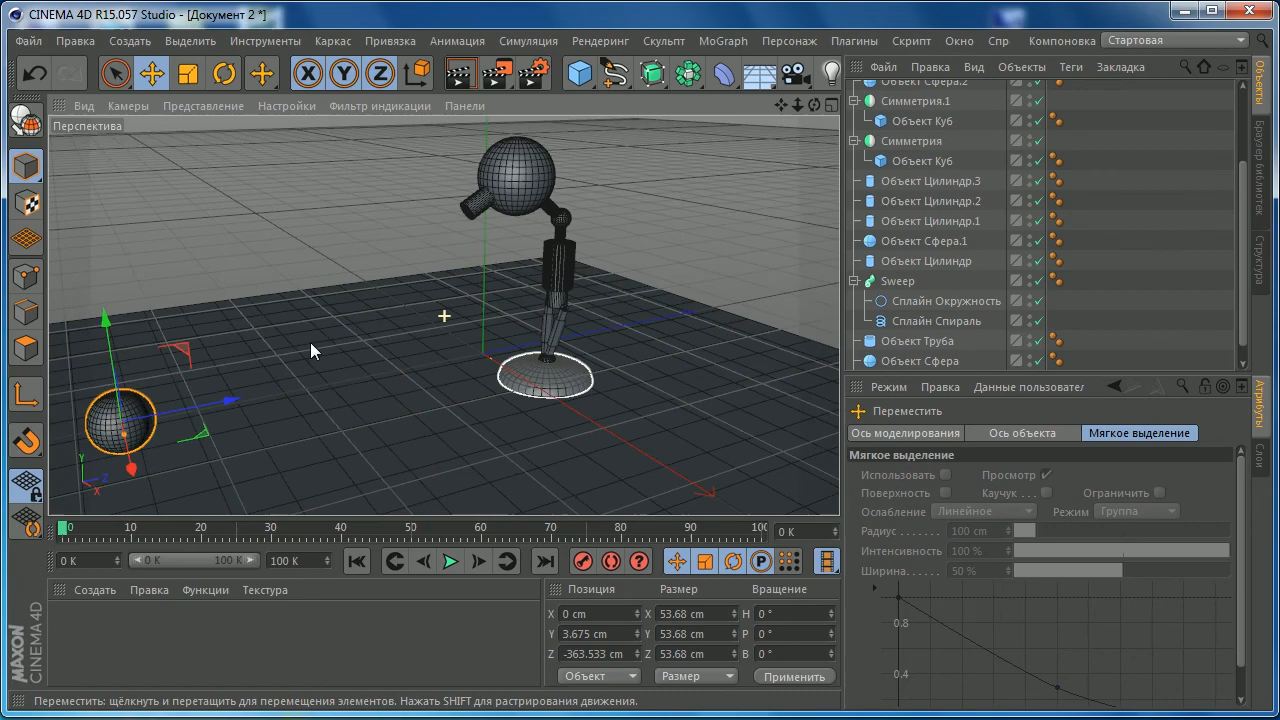 CINEMA 4D R15.057 Studio - [Документ 2 *]
Файл Правка Создать Выделить Инструменты Каркас Привязка Анимация Симуляция Рендеринг Скульпт MoGraph Персонаж Плагины Скрипт Окно Спр Компоновка Стартовая
X Y Z
Файл Правка Вид Объекты Теги Закладка
Вид Камеры Представление Настройки Фильтр индикации Панели
Перспектива
Объект Сфера.2
Симметрия.1
Объект Куб
Симметрия
Объект Куб
Объект Цилиндр.3
Объект Цилиндр.2
Объект Цилиндр.1
Объект Сфера.1
Объект Цилиндр
Sweep
Сплайн Окружность
Сплайн Спираль
Объект Труба
Объект Сфера
Объекты
Браузер библиотек
Структура
Y
Z
X
Режим Правка Данные пользовател
Переместить
Ось моделирования Ось объекта Мягкое выделение
Мягкое выделение
Использовать Просмотр
Поверхность Каучук . . . Ограничить
Ослабление Линейное Режим Группа
Радиус . . . . . . 100 cm
Интенсивность 100 %
Ширина. . . . . . 50 %
0.8
0.4
Атрибуты
Слои
0 10 20 30 40 50 60 70 80 90 100 0 K
0 K 0 K 100 K 100 K
P
Создать Правка Функции Текстура
Позиция Размер Вращение
X 0 cm X 53.68 cm H 0 °
Y 3.675 cm Y 53.68 cm P 0 °
Z -363.533 cm Z 53.68 cm B 0 °
Объект Размер Применить
MAXON
CINEMA 4D
Переместить: щёлкнуть и перетащить для перемещения элементов. Нажать SHIFT для растрирования движения.